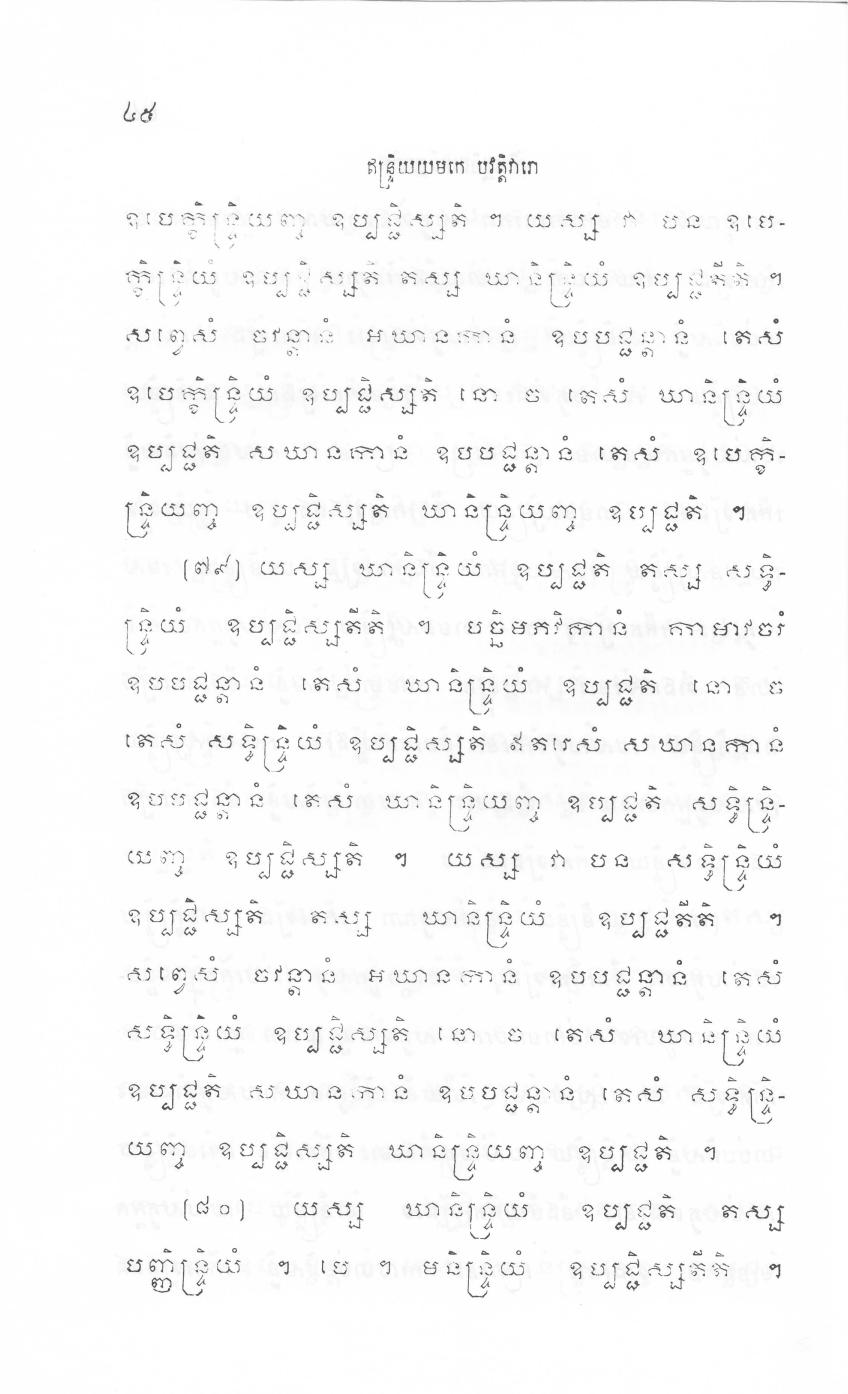 ៤៥
ឥន្ទ្រិយយមកេ បវត្តិវារោ
ឧបេក្ខិន្ទ្រិយញ្ច ឧប្បជ្ជិស្សតិ ។ យស្ស វា បន ឧបេ-
ក្ខិន្ទ្រិយំ ឧប្បជ្ជិស្សតិ តស្ស ឃានិន្ទ្រិយំ ឧប្បជ្ជតីតិ ។
សព្វេសំ ចវន្តានំ អឃានកានំ ឧបបជ្ជន្តានំ តេសំ
ឧបេក្ខិន្ទ្រិយំ ឧប្បជ្ជិស្សតិ នោ ច តេសំ ឃានិន្ទ្រិយំ
ឧប្បជ្ជតិ សឃានកានំ ឧបបជ្ជន្តានំ តេសំ ឧបេក្ខិ-
ន្ទ្រិយញ្ច ឧប្បជ្ជិស្សតិ ឃានិន្ទ្រិយញ្ច ឧប្បជ្ជតិ ។
(៧៩) យស្ស ឃានិន្ទ្រិយំ ឧប្បជ្ជតិ តស្ស សទ្ធិ-
ន្ទ្រិយំ ឧប្បជ្ជិស្សតីតិ ។ បច្ឆិមភវិកានំ កាមាវចរំ
ឧបបជ្ជន្តានំ តេសំ ឃានិន្ទ្រិយំ ឧប្បជ្ជតិ នោ ច
តេសំ សទ្ធិន្ទ្រិយំ ឧប្បជ្ជិស្សតិ ឥតរេសំ សឃានកានំ
ឧបបជ្ជន្តានំ តេសំ ឃានិន្ទ្រិយញ្ច ឧប្បជ្ជតិ សទ្ធិន្ទ្រិ-
យញ្ច ឧប្បជ្ជិស្សតិ ។ យស្ស វា បន សទ្ធិន្ទ្រិយំ
ឧប្បជ្ជិស្សតិ តស្ស ឃានិន្ទ្រិយំ ឧប្បជ្ជតីតិ ។
សព្វេសំ ចវន្តានំ អឃានកានំ ឧបបជ្ជន្តានំ តេសំ
សទ្ធិន្ទ្រិយំ ឧប្បជ្ជិស្សតិ នោ ច តេសំ ឃានិន្ទ្រិយំ
ឧប្បជ្ជតិ សឃានកានំ ឧបបជ្ជន្តានំ តេសំ សទ្ធិន្ទ្រិ-
យញ្ច ឧប្បជ្ជិស្សតិ ឃានិន្ទ្រិយញ្ច ឧប្បជ្ជតិ ។
(៨០) យស្ស ឃានិន្ទ្រិយំ ឧប្បជ្ជតិ តស្ស
បញ្ញិន្ទ្រិយំ ។ បេ ។ មនិន្ទ្រិយំ ឧប្បជ្ជិស្សតីតិ ។